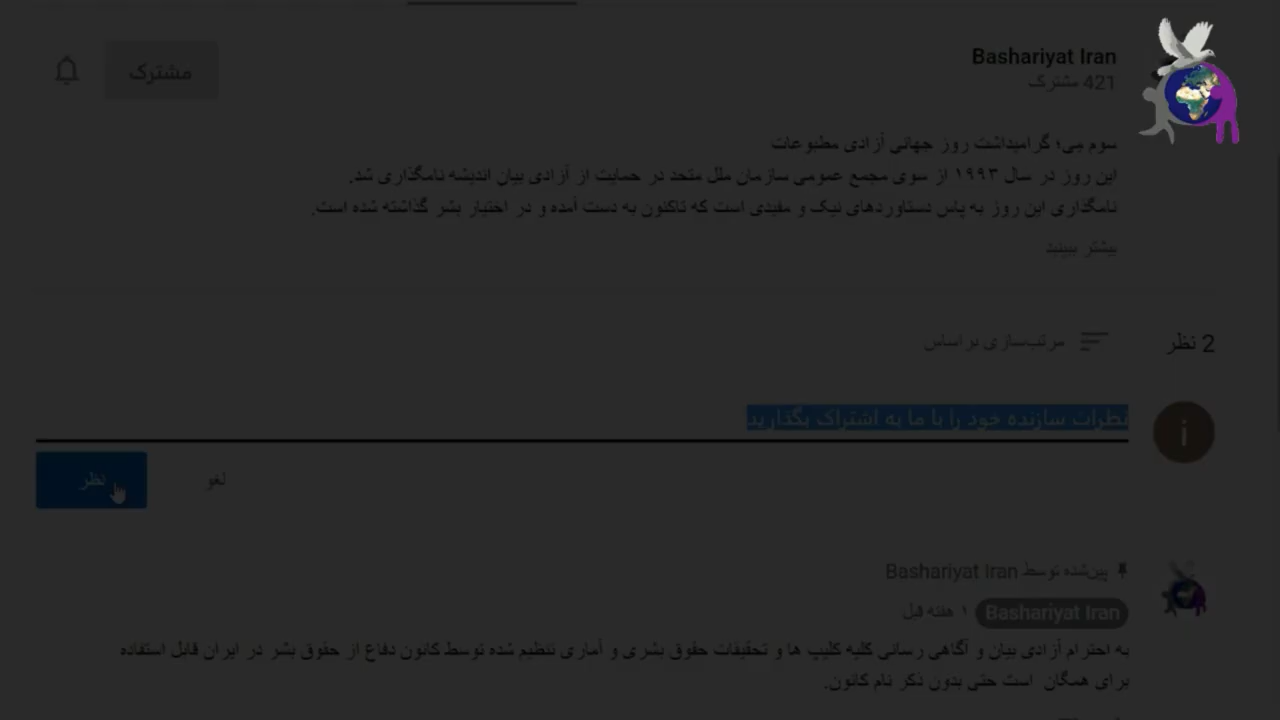 Bashariyat Iran
مشترک
421 مشترک
سوم می؛ گرامیداشت روز جهانی آزادی مطبوعات
این روز در سال ۱۹۹۳ از سوی مجمع عمومی سازمان ملل متحد در حمایت از آزادی بیان اندیشه نامگذاری شد.
نامگذاری این روز به پاس دستاوردهای نیک و مفیدی است که تاکنون به دست آمده و در اختیار بشر گذاشته شده است.
بیشتر ببینید
2 نظر
مرتب‌سازی بر اساس
نظرات سازنده خود را با ما به اشتراک بگذارید
i
لغو
نظر
پین‌شده توسط Bashariyat Iran
Bashariyat Iran ۱ هفته قبل
به احترام آزادی بیان و آگاهی رسانی کلیه کلیپ ها و تحقیقات حقوق بشری و آماری تنظیم شده توسط کانون دفاع از حقوق بشر در ایران قابل استفاده
برای همگان است حتی بدون ذکر نام کانون.